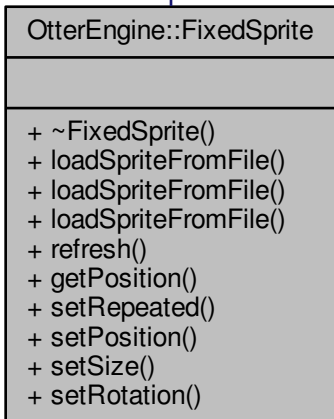 OtterEngine::FixedSprite
+ ~FixedSprite()
+ loadSpriteFromFile()
+ loadSpriteFromFile()
+ loadSpriteFromFile()
+ refresh()
+ getPosition()
+ setRepeated()
+ setPosition()
+ setSize()
+ setRotation()